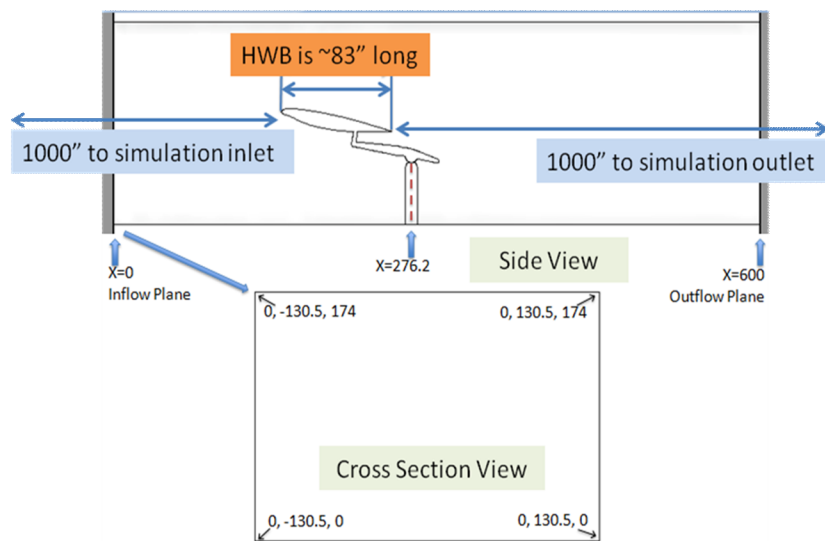 HWB is ~83” long
1000” to simulation inlet
1000” to simulation outlet
X=0
Inflow Plane
X=276.2
Side View
X=600
Outflow Plane
0, -130.5, 174
0, 130.5, 174
Cross Section View
0, -130.5, 0
0, 130.5, 0